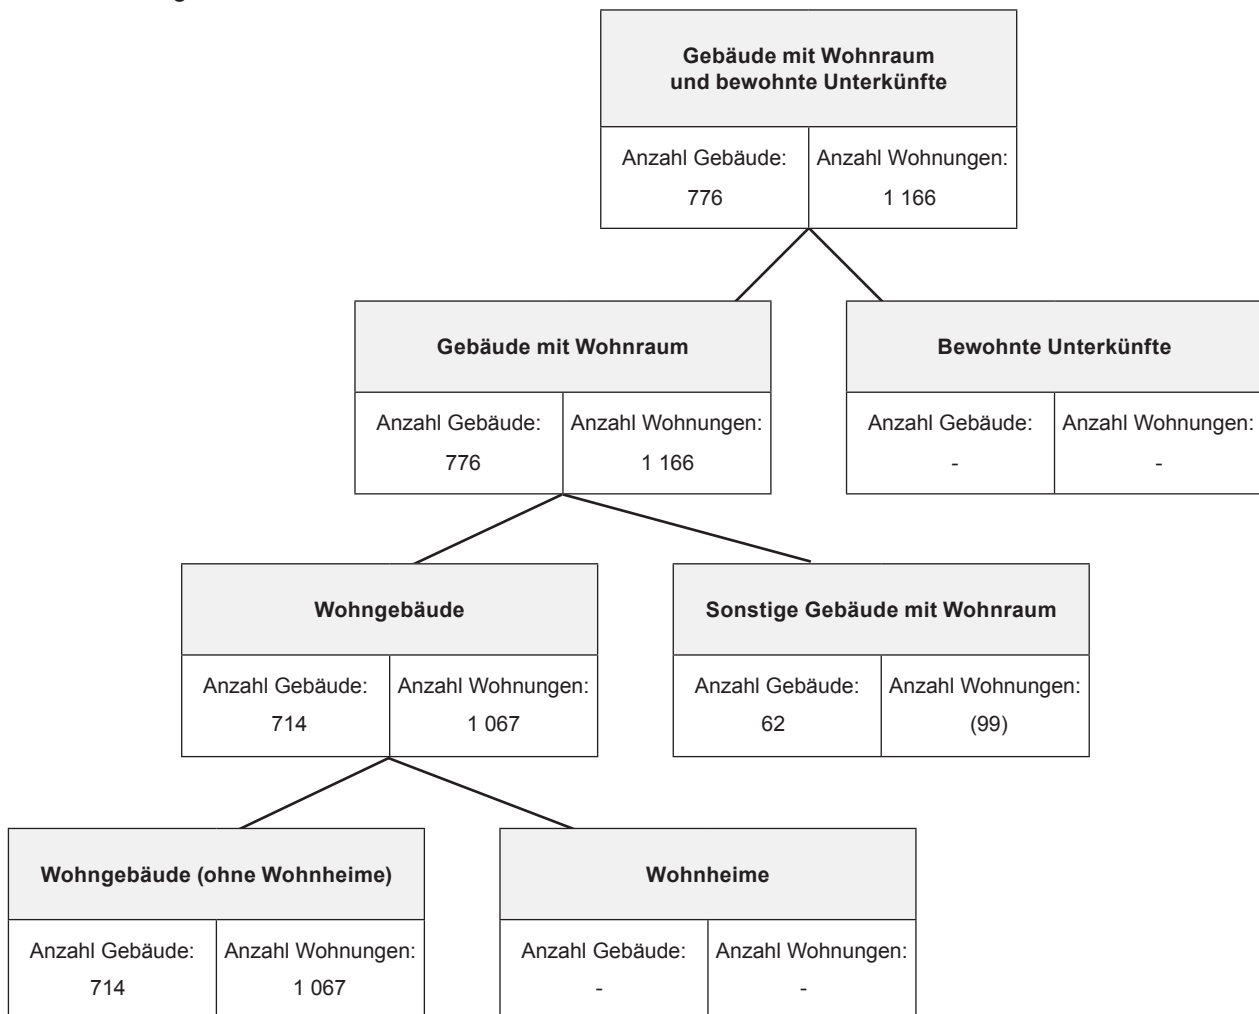 Gebäude mit Wohnraum
und bewohnte Unterkünfte
Anzahl Gebäude: Anzahl Wohnungen:
776 1 166
Gebäude mit Wohnraum
Bewohnte Unterkünfte
Anzahl Gebäude: Anzahl Wohnungen:
776 1 166
Anzahl Gebäude: Anzahl Wohnungen:
- -
Wohngebäude
Sonstige Gebäude mit Wohnraum
Anzahl Gebäude: Anzahl Wohnungen:
714 1 067
Anzahl Gebäude: Anzahl Wohnungen:
62 (99)
Wohngebäude (ohne Wohnheime)
Wohnheime
Anzahl Gebäude: Anzahl Wohnungen:
714 1 067
Anzahl Gebäude: Anzahl Wohnungen:
- -